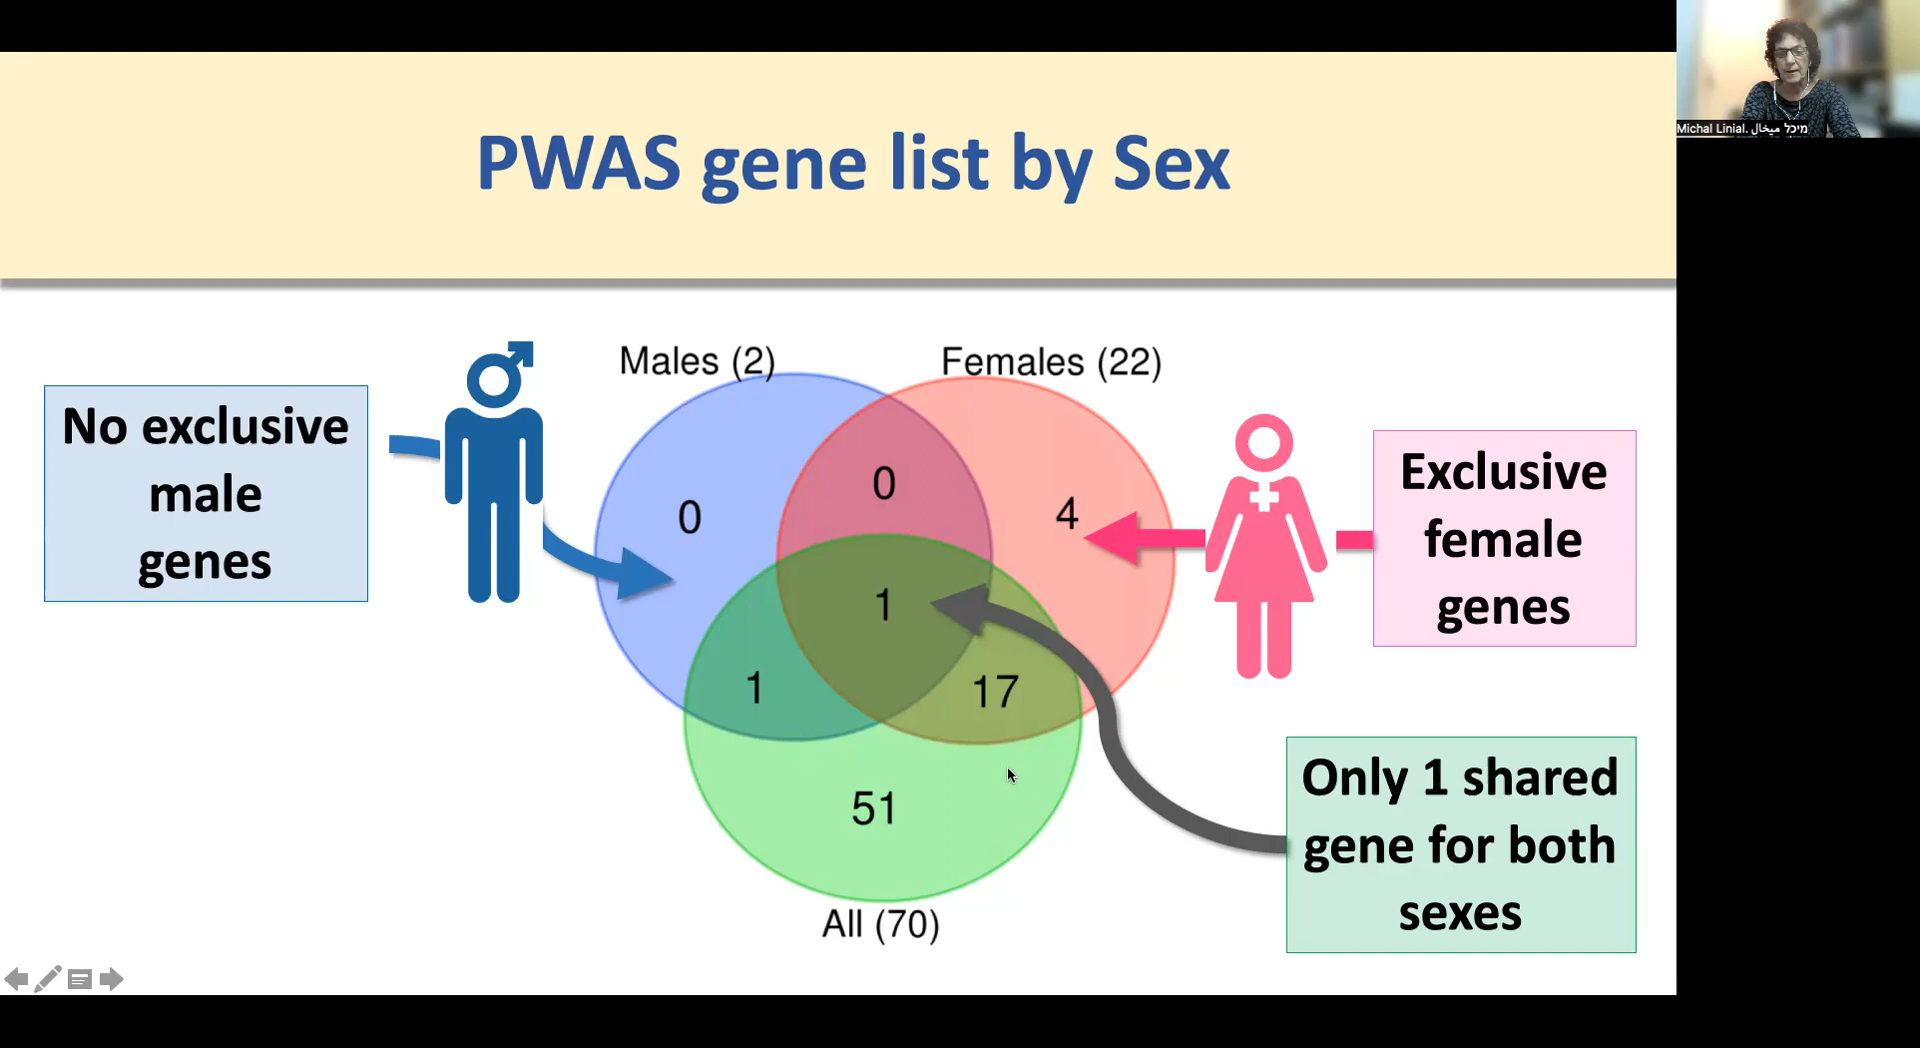 PWAS gene list by Sex
Michal Linial. מיכל ميخال
Males (2)
Females (22)
No exclusive
male
genes
0
0
4
1
1
17
51
All (70)
Exclusive
female
genes
Only 1 shared
gene for both
sexes